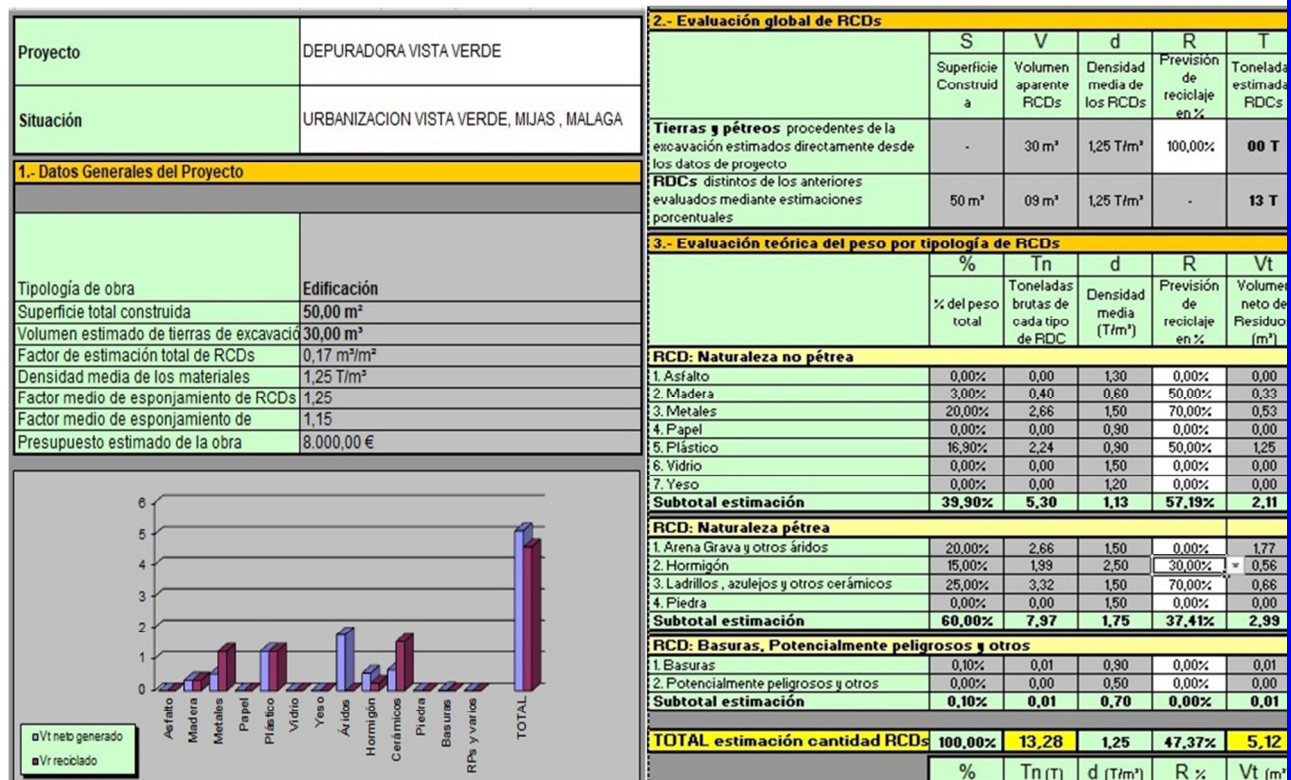 Proyecto
DEPURADORA VISTA VERDE
Situación
URBANIZACION VISTA VERDE, MIJAS , MALAGA
1.- Datos Generales del Proyecto
Tipología de obra Edificación
Superficie total construida 50,00 m²
Volumen estimado de tierras de excavació 30,00 m³
Factor de estimación total de RCDs 0,17 m³/m²
Densidad media de los materiales 1,25 T/m³
Factor medio de esponjamiento de RCDs 1,25
Factor medio de esponjamiento de 1,15
Presupuesto estimado de la obra 8.000,00 €
6
5
4
3
2
1
0
Asfalto
Madera
Metales
Papel
Plástico
Vidrio
Yeso
Áridos
Hormigón
Cerámicos
Piedra
Basuras
RPs y varios
TOTAL
Vt neto generado
Vr reciclado
2.- Evaluación global de RCDs
S V d R T
Superficie Construid a
Volumen aparente RCDs
Densidad media de los RCDs
Previsión de reciclaje en %
Tonelada estimada RDCs
Tierras y pétreos procedentes de la
excavación estimados directamente desde
los datos de proyecto
- 30 m³ 1,25 T/m³ 100,00% 00 T
RDCs distintos de los anteriores
evaluados mediante estimaciones
porcentuales
50 m² 09 m³ 1,25 T/m³ - 13 T
3.- Evaluación teórica del peso por tipología de RCDs
% Tn d R Vt
% del peso total
Toneladas brutas de cada tipo de RDC
Densidad media (T/m³)
Previsión de reciclaje en %
Volumen neto de Residuo (m³)
RCD: Naturaleza no pétrea
1. Asfalto 0,00% 0,00 1,30 0,00% 0,00
2. Madera 3,00% 0,40 0,60 50,00% 0,33
3. Metales 20,00% 2,66 1,50 70,00% 0,53
4. Papel 0,00% 0,00 0,90 0,00% 0,00
5. Plástico 16,90% 2,24 0,90 50,00% 1,25
6. Vidrio 0,00% 0,00 1,50 0,00% 0,00
7. Yeso 0,00% 0,00 1,20 0,00% 0,00
Subtotal estimación 39,90% 5,30 1,13 57,19% 2,11
RCD: Naturaleza pétrea
1. Arena Grava y otros áridos 20,00% 2,66 1,50 0,00% 1,77
2. Hormigón 15,00% 1,99 2,50 30,00% 0,56
3. Ladrillos , azulejos y otros cerámicos 25,00% 3,32 1,50 70,00% 0,66
4. Piedra 0,00% 0,00 1,50 0,00% 0,00
Subtotal estimación 60,00% 7,97 1,75 37,41% 2,99
RCD: Basuras, Potencialmente peligrosos y otros
1. Basuras 0,10% 0,01 0,90 0,00% 0,01
2. Potencialmente peligrosos y otros 0,00% 0,00 0,50 0,00% 0,00
Subtotal estimación 0,10% 0,01 0,70 0,00% 0,01
TOTAL estimación cantidad RCDs 100,00% 13,28 1,25 47,37% 5,12
% Tn (T) d (T/m³) R % Vt (m³